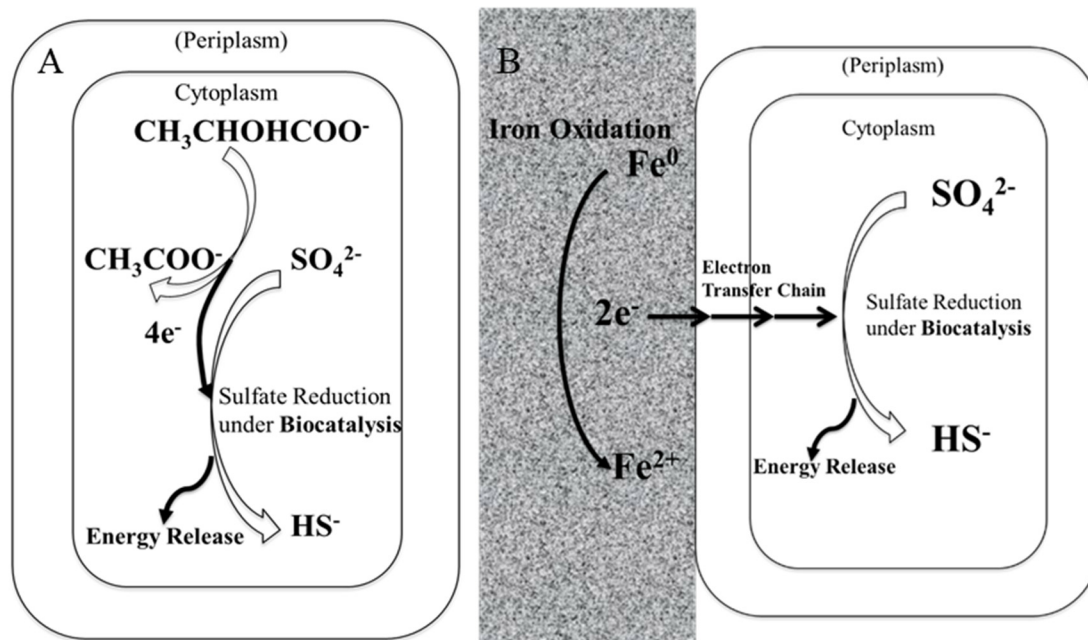 A
(Periplasm)
Cytoplasm
CH₃CHOHCOO⁻
CH₃COO⁻
SO₄²⁻
4e⁻
Sulfate Reduction
under Biocatalysis
Energy Release
HS⁻
B
Iron Oxidation
Fe⁰
2e⁻
Fe²⁺
Electron
Transfer Chain
(Periplasm)
Cytoplasm
SO₄²⁻
Sulfate Reduction
under Biocatalysis
Energy Release
HS⁻